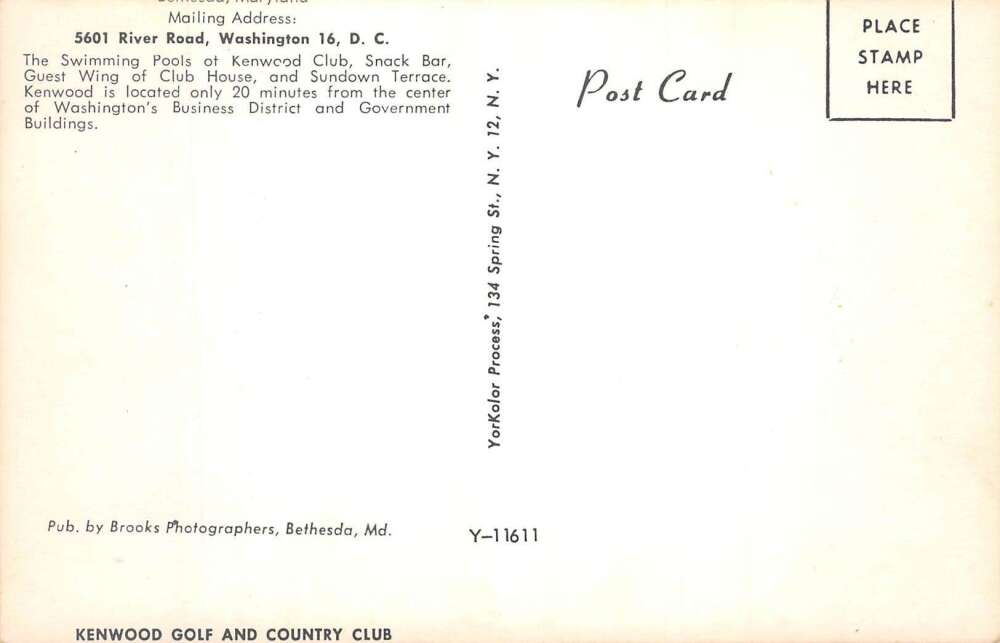 Bethesda, Maryland
Mailing Address:
5601 River Road, Washington 16, D. C.
The Swimming Pools of Kenwood Club, Snack Bar,
Guest Wing of Club House, and Sundown Terrace.
Kenwood is located only 20 minutes from the center
of Washington's Business District and Government
Buildings.
Post Card
PLACE
STAMP
HERE
YorKolor Process, 134 Spring St., N. Y. 12, N. Y.
Pub. by Brooks Photographers, Bethesda, Md.
Y-11611
KENWOOD GOLF AND COUNTRY CLUB